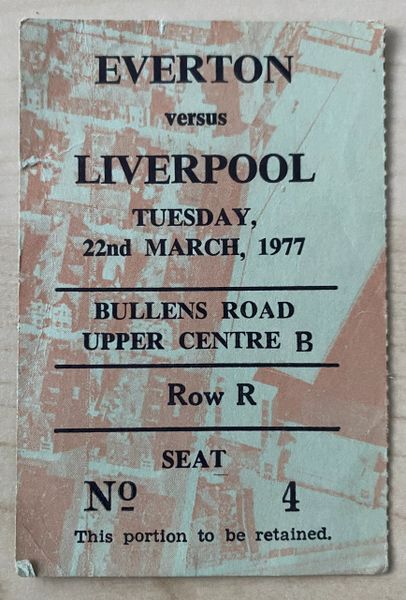 EVERTON
versus
LIVERPOOL
TUESDAY,
22nd MARCH, 1977
BULLENS ROAD
UPPER CENTRE B
Row R
SEAT
Nº 4
This portion to be retained.